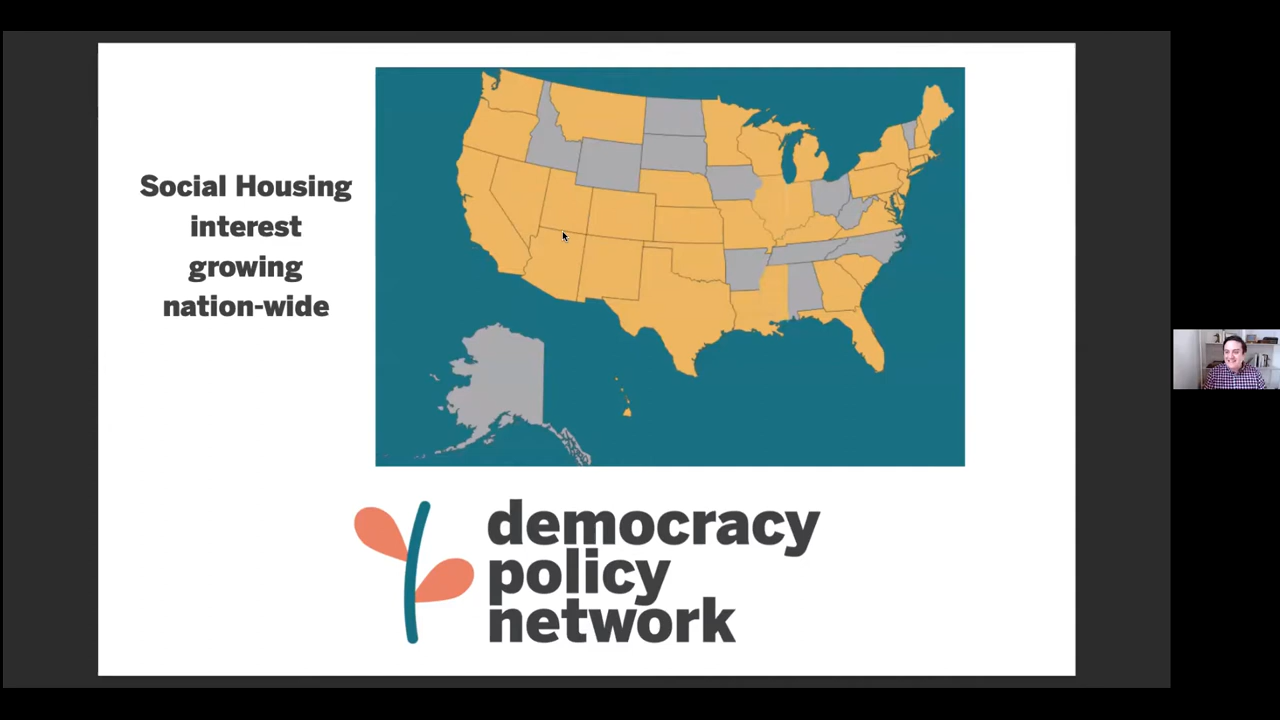 Social Housing
interest
growing
nation-wide
democracy
policy
network